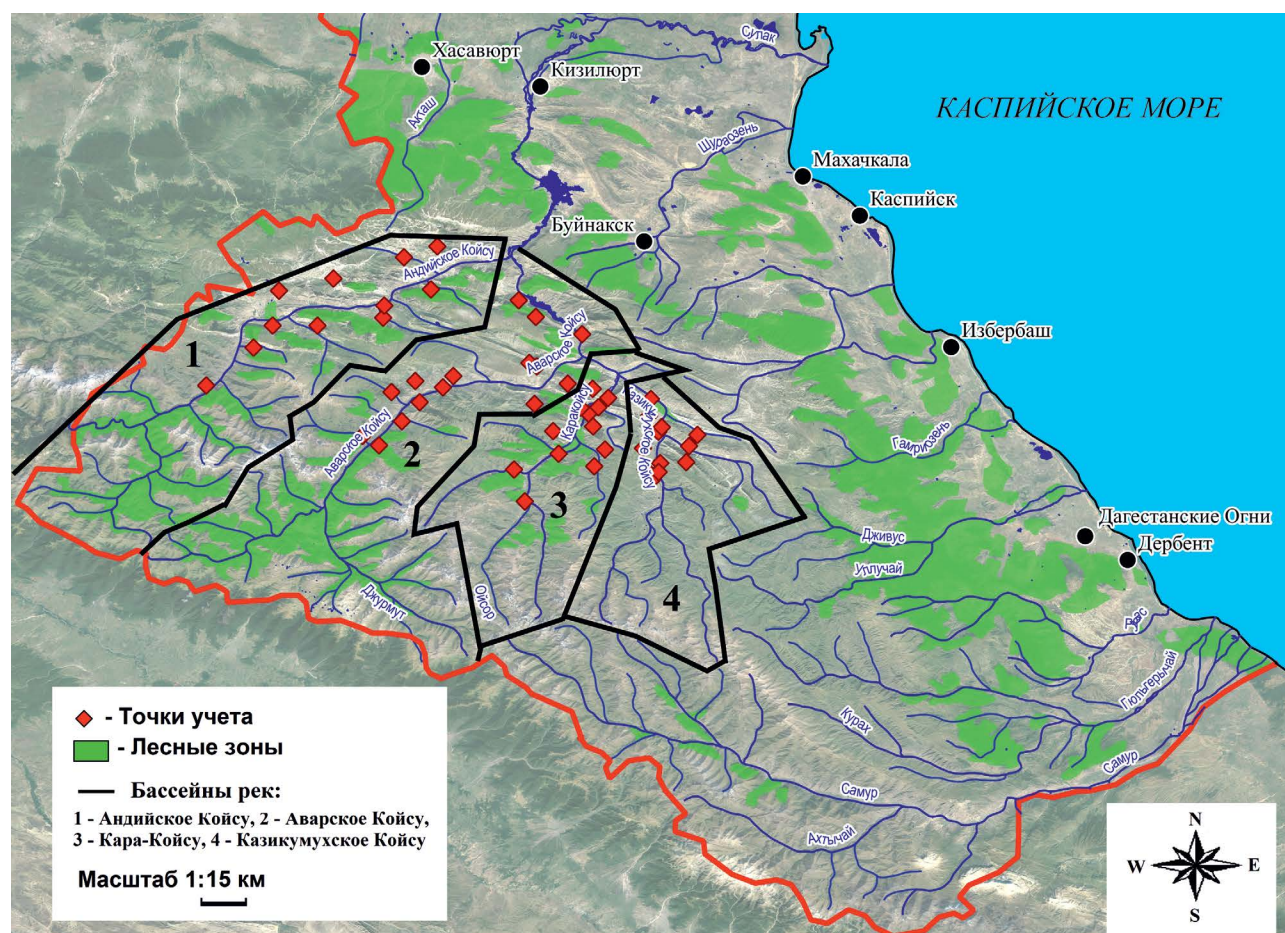 Сулак
Хасавюрт
Кизилюрт
КАСПИЙСКОЕ МОРЕ
Акташ
Шураозень
Махачкала
Каспийск
Буйнакск
Андийское Койсу
Избербаш
Аварское Койсу
1
Каракойсу
Казикумухское Койсу
Гамриозень
Аварское Койсу
2
3
Дагестанские Огни
Дживус
Дербент
Уллучай
4
Ойсор
Джурмут
Рубас
Гюльгерычай
Курах
Самур
Самур
Ахтычай
- Точки учета
- Лесные зоны
Бассейны рек:
1 - Андийское Койсу, 2 - Аварское Койсу,
3 - Кара-Койсу, 4 - Казикумухское Койсу
Масштаб 1:15 км
N
W E
S